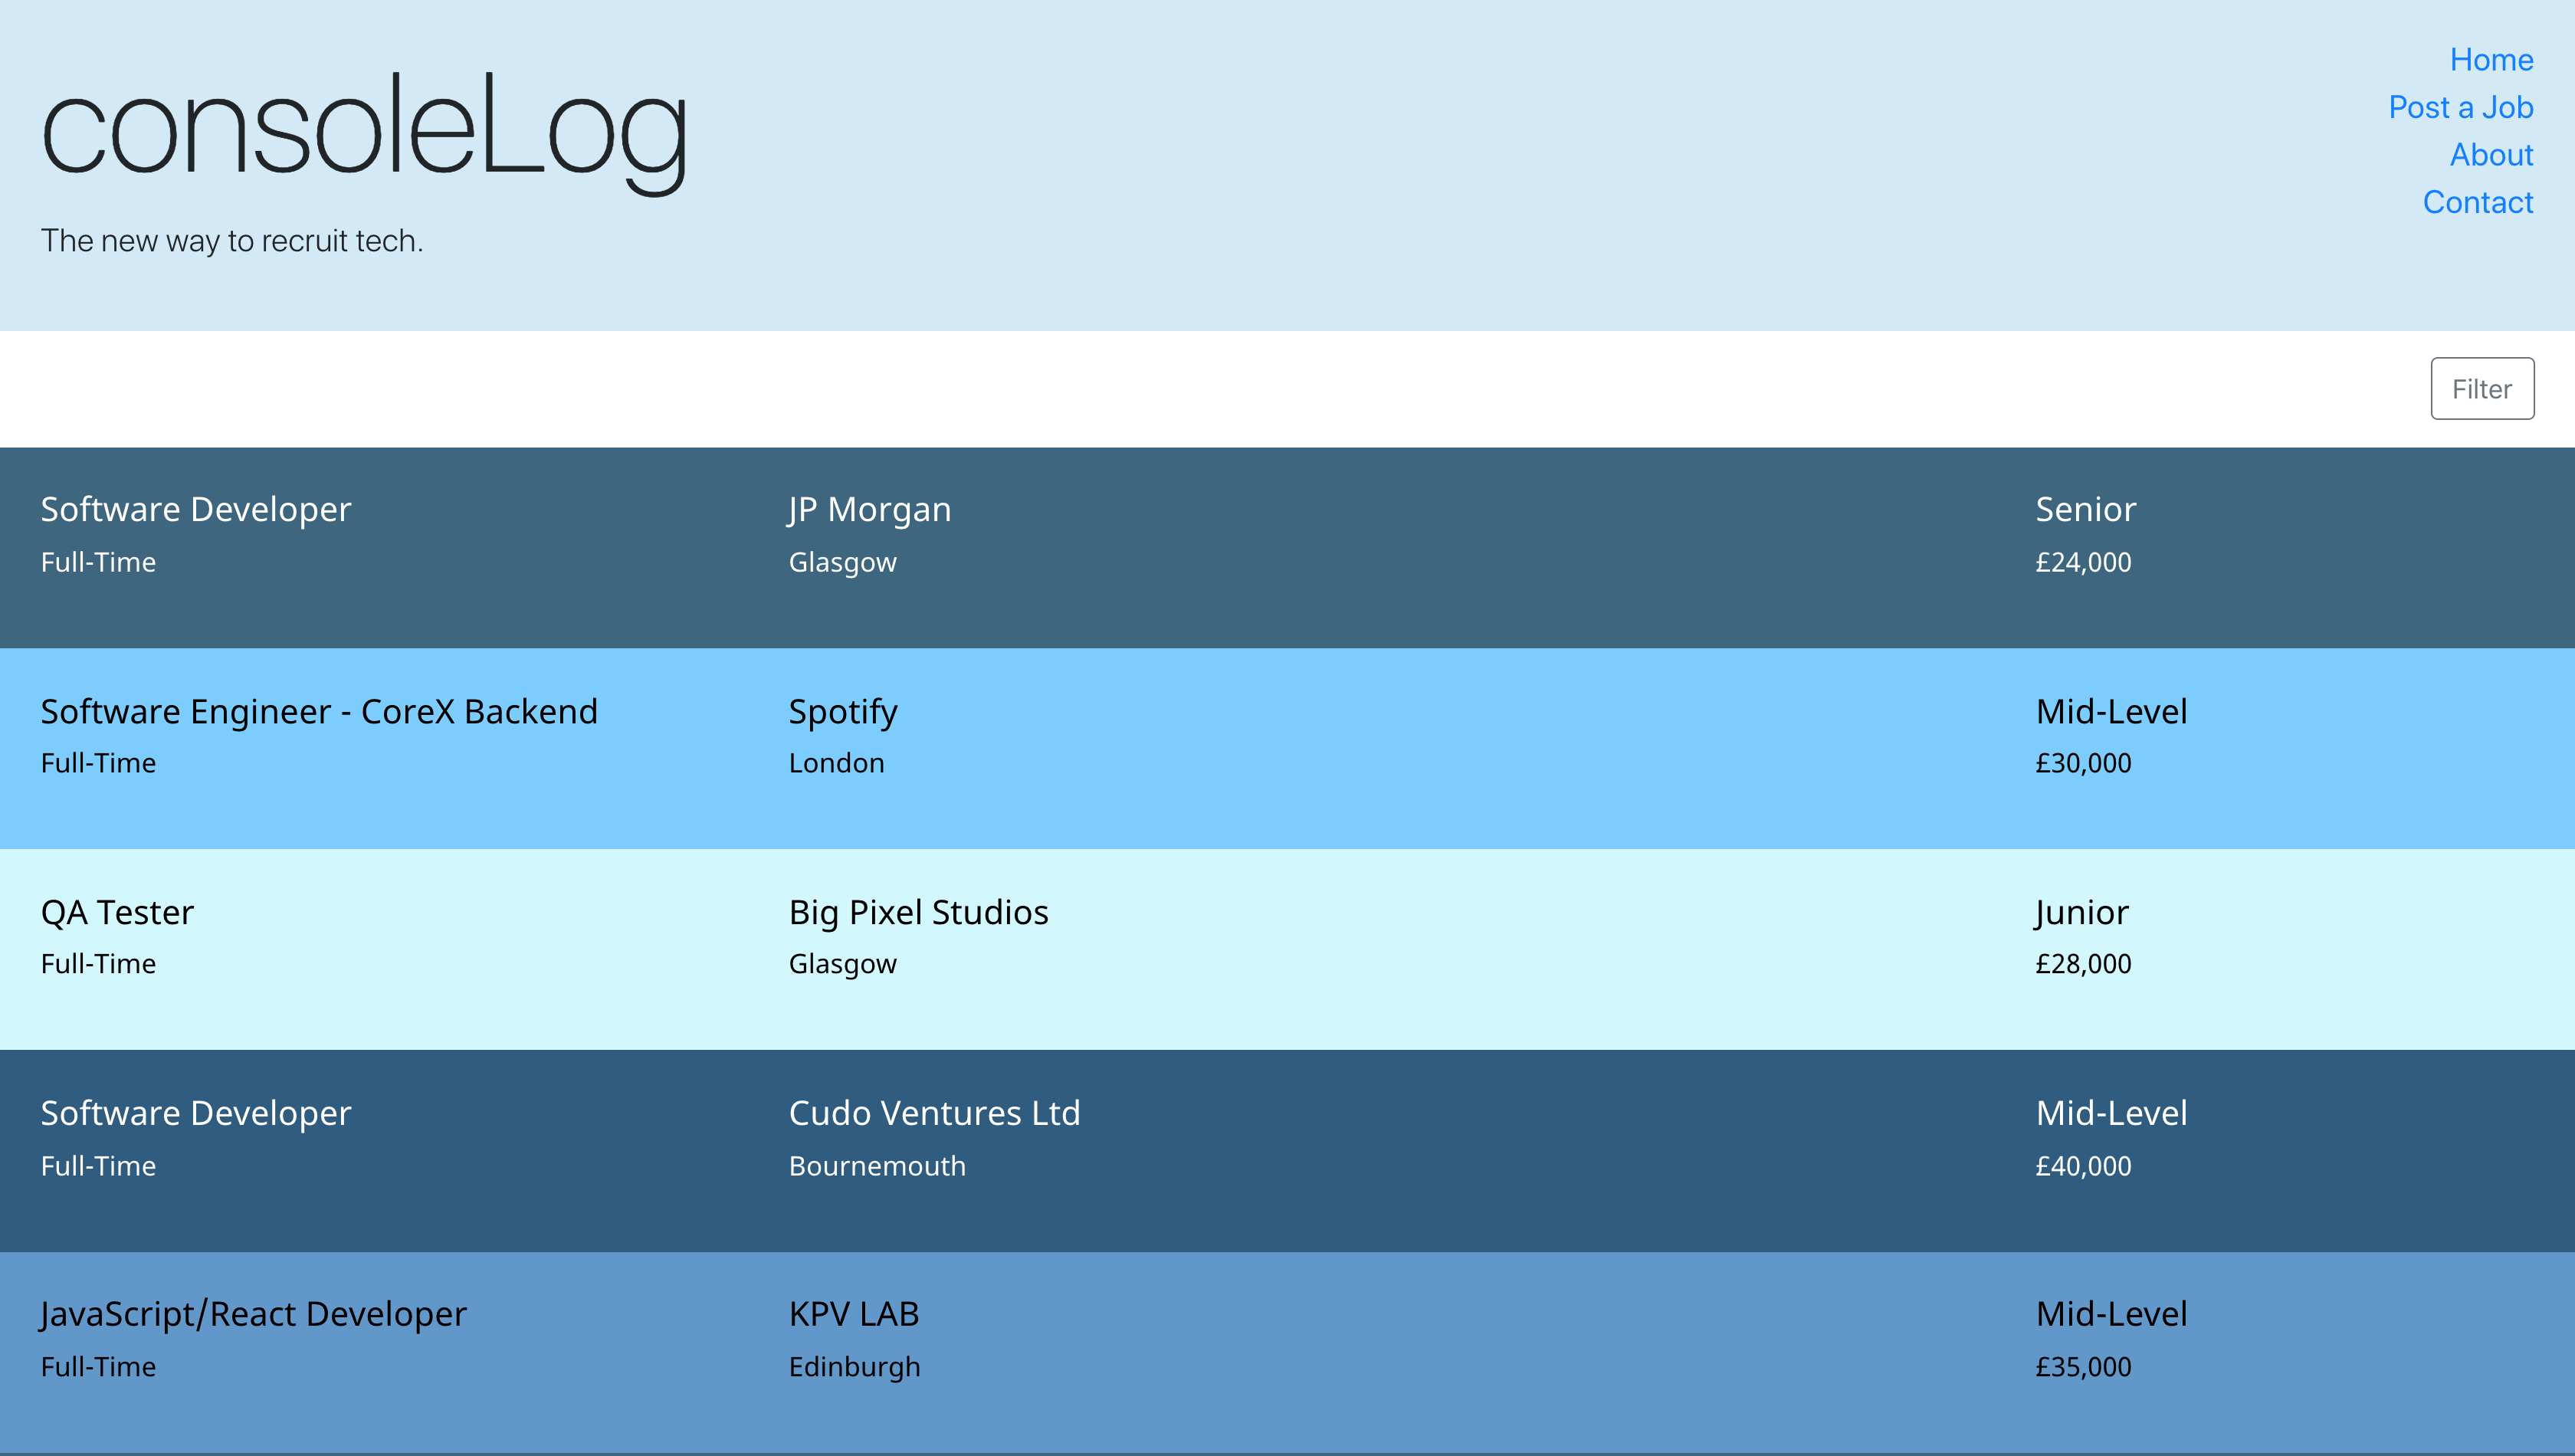 consoleLog
The new way to recruit tech.
Home
Post a Job
About
Contact
Filter
Software Developer JP Morgan Senior
Full-Time Glasgow £24,000
Software Engineer - CoreX Backend Spotify Mid-Level
Full-Time London £30,000
QA Tester Big Pixel Studios Junior
Full-Time Glasgow £28,000
Software Developer Cudo Ventures Ltd Mid-Level
Full-Time Bournemouth £40,000
JavaScript/React Developer KPV LAB Mid-Level
Full-Time Edinburgh £35,000